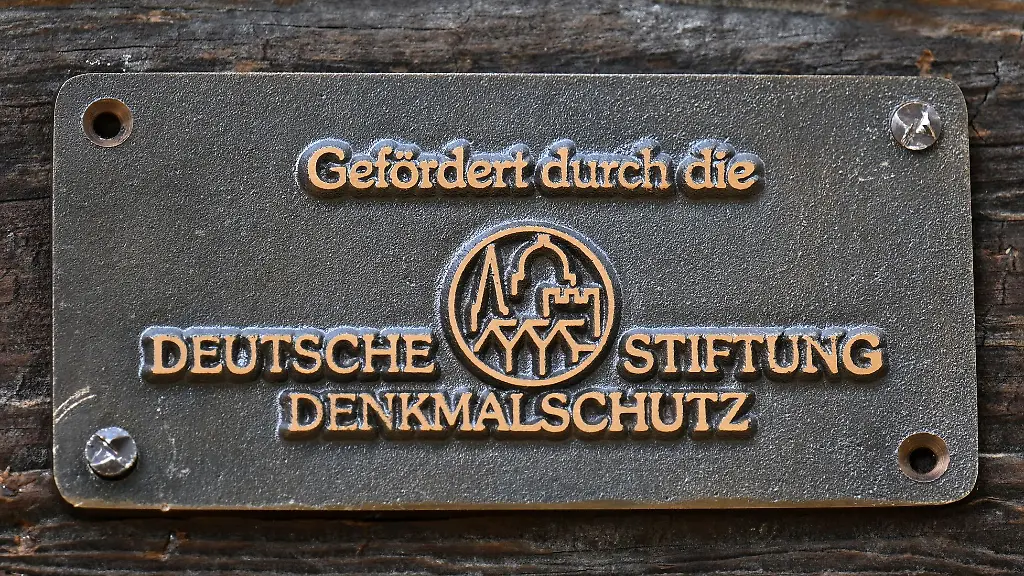 Gefördert durch die
DEUTSCHE STIFTUNG
DENKMALSCHUTZ